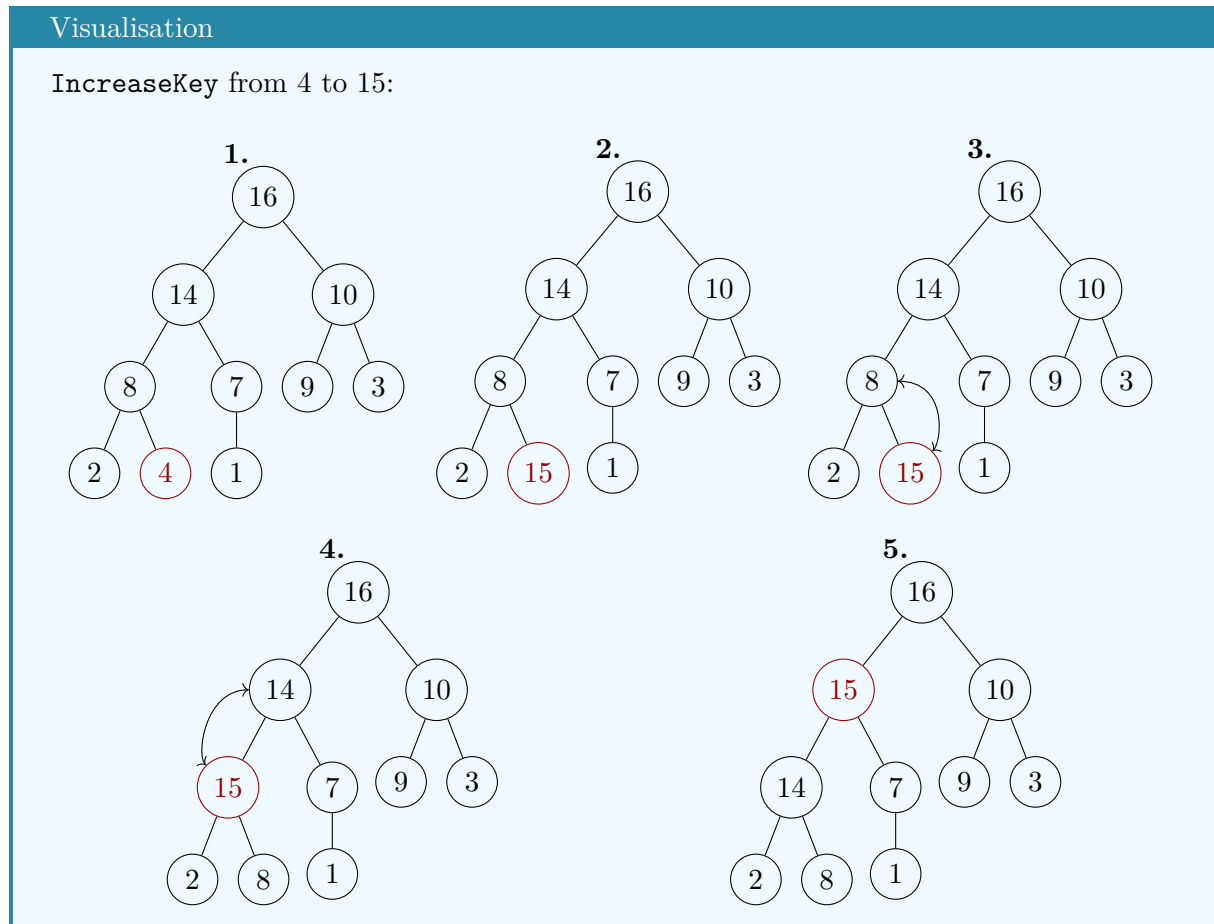 Visualisation
IncreaseKey from 4 to 15:
1. 2. 3.
16 16 16
14 10 14 10 14 10
8 7 9 3 8 7 9 3 8 7 9 3
2 4 1 2 15 1 2 15 1
4. 5.
16 16
14 10 15 10
15 7 9 3 14 7 9 3
2 8 1 2 8 1